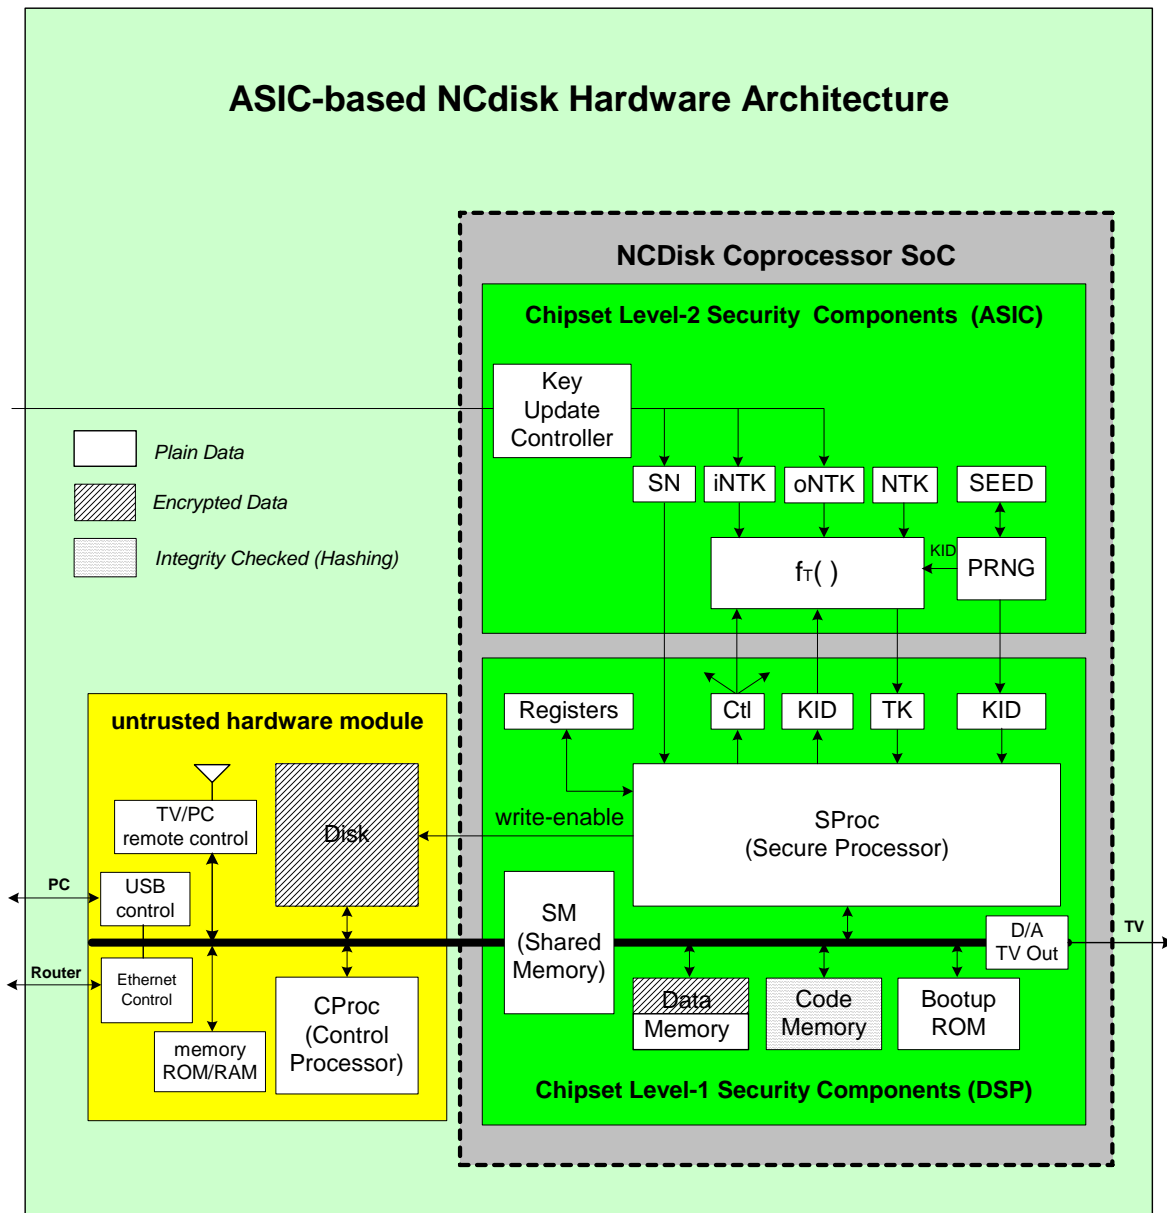 ASIC-based NCdisk Hardware Architecture
NCDisk Coprocessor SoC
Chipset Level-2 Security Components (ASIC)
Key
Update
Controller
Plain Data
Encrypted Data
Integrity Checked (Hashing)
SN
iNTK
oNTK
NTK
SEED
fT( )
KID
PRNG
untrusted hardware module
Registers
Ctl
KID
TK
KID
TV/PC
remote control
Disk
write-enable
SProc
(Secure Processor)
PC
USB
control
SM
(Shared
Memory)
D/A
TV Out
TV
Router
Ethernet
Control
CProc
(Control
Processor)
memory
ROM/RAM
Data
Memory
Code
Memory
Bootup
ROM
Chipset Level-1 Security Components (DSP)